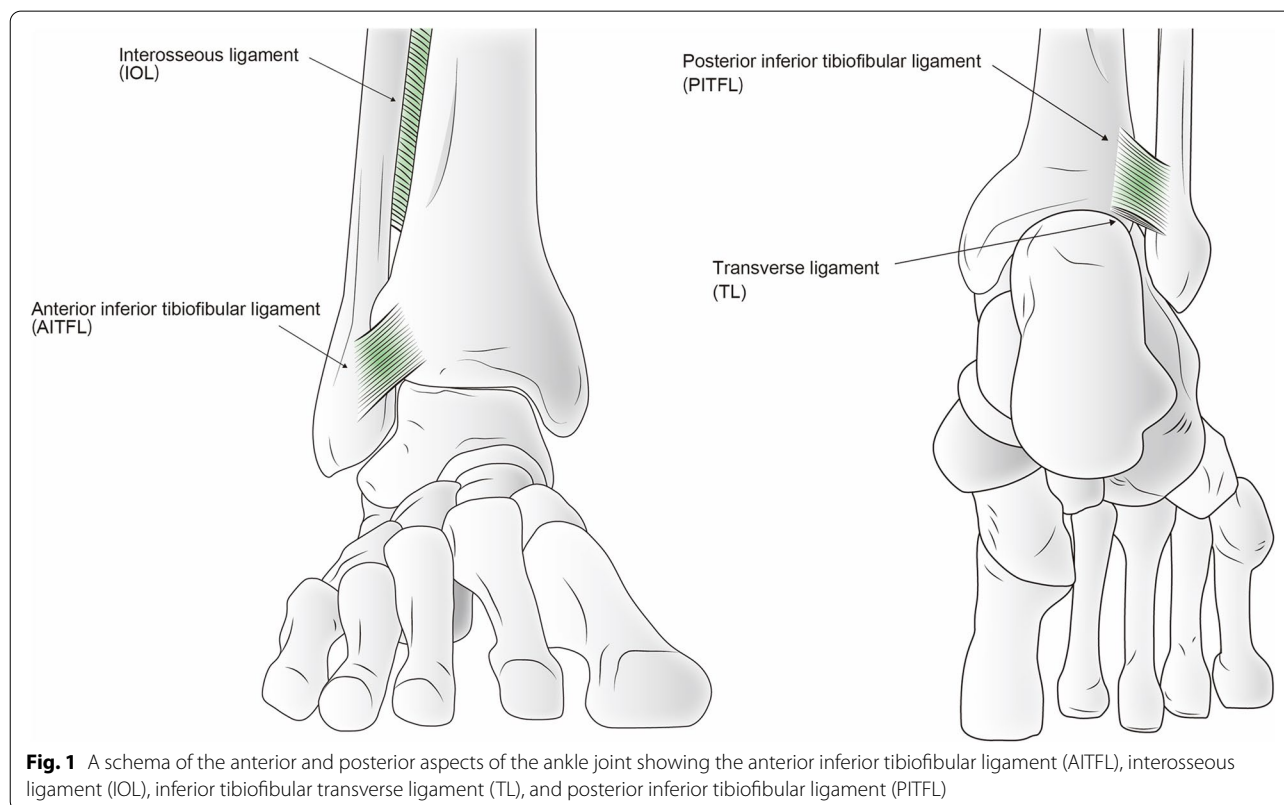 Interosseous ligament
(IOL)
Anterior inferior tibiofibular ligament
(AITFL)
Posterior inferior tibiofibular ligament
(PITFL)
Transverse ligament
(TL)
Fig. 1 A schema of the anterior and posterior aspects of the ankle joint showing the anterior inferior tibiofibular ligament (AITFL), interosseous
ligament (IOL), inferior tibiofibular transverse ligament (TL), and posterior inferior tibiofibular ligament (PITFL)